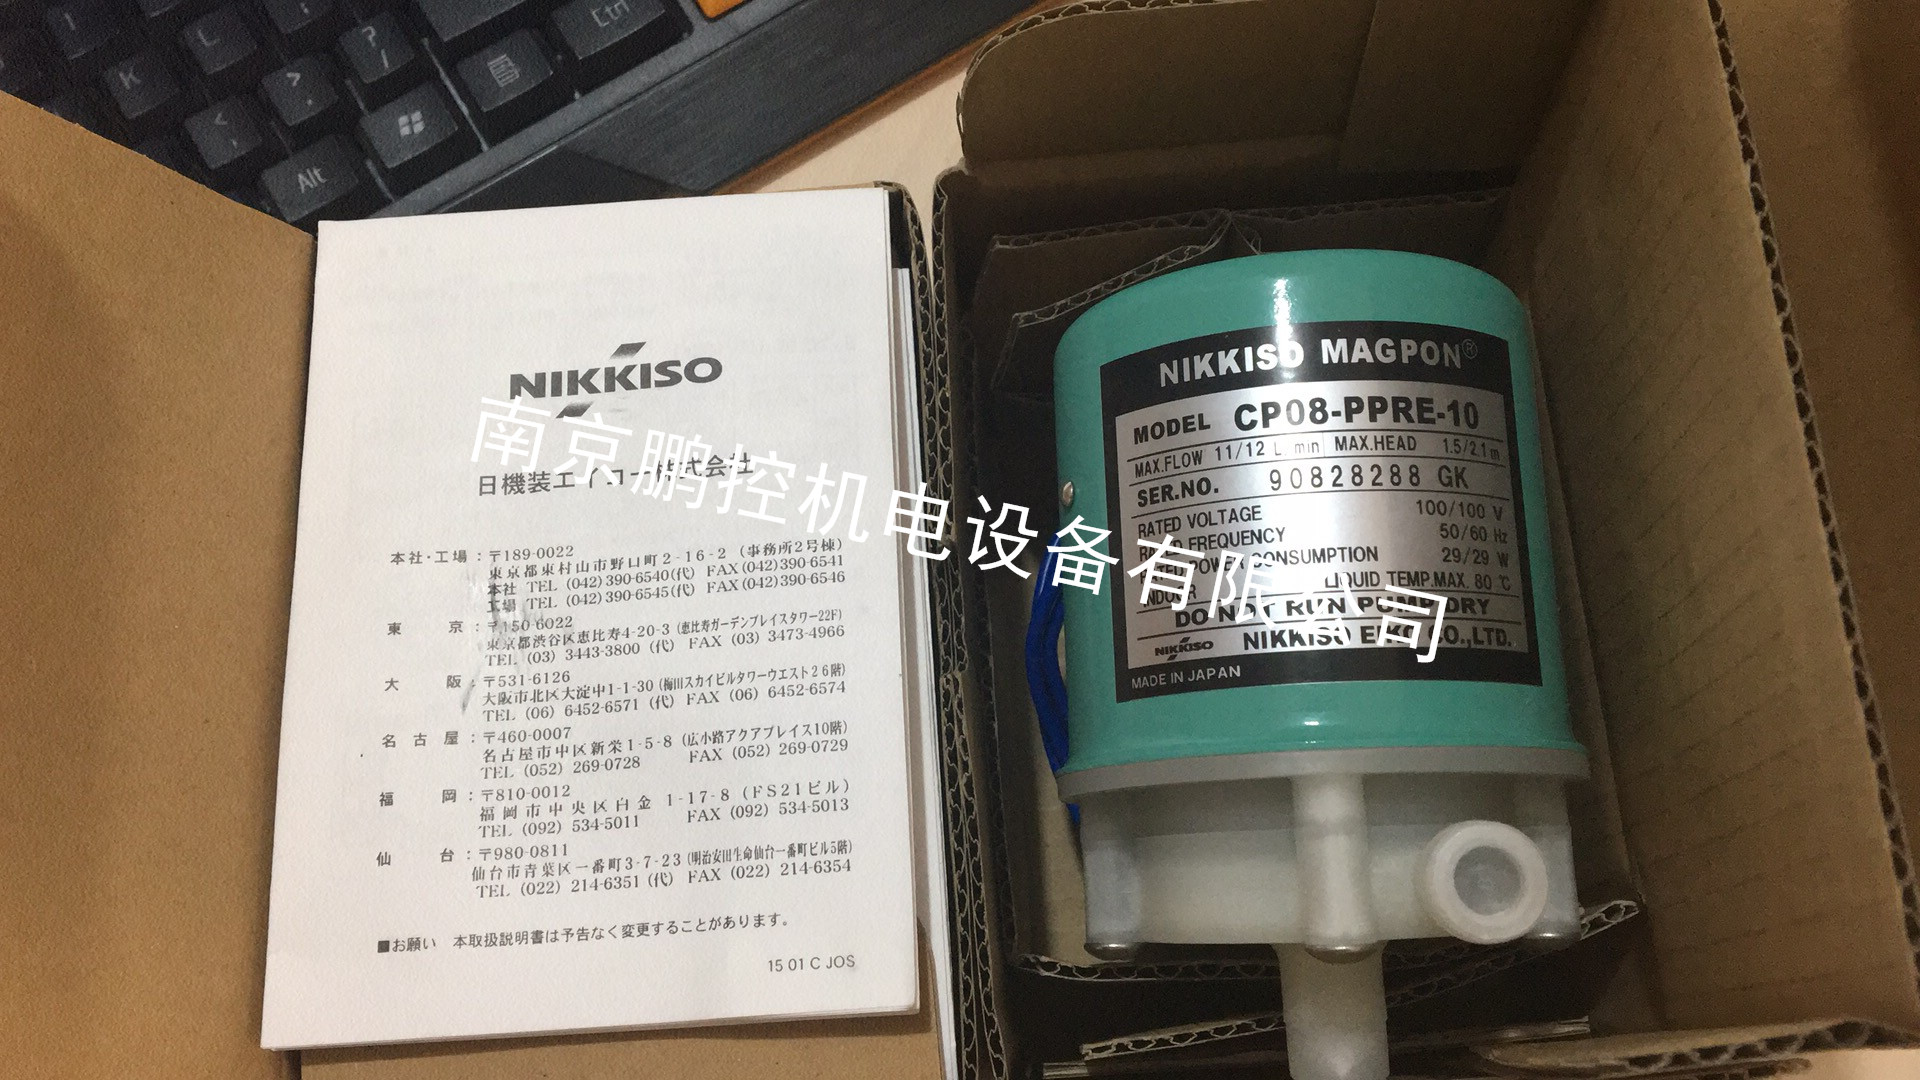 L
K
?
/
>
.
<
,
Alt
Ctrl
NIKKISO
日機装エイコー株式会社
本社・工場：〒189-0022
東京都東村山市野口町2-16-2（事務所2号棟）
本社 TEL (042)390-6540(代) FAX(042)390-6541
工場 TEL (042)390-6545(代) FAX(042)390-6546
東京：〒150-6022
東京都渋谷区恵比寿4-20-3（恵比寿ガーデンプレイスタワー22F）
TEL (03) 3443-3800 (代) FAX (03) 3473-4966
大阪：〒531-6126
大阪市北区大淀中1-1-30（梅田スカイビルタワーウエスト26階）
TEL (06) 6452-6571 (代) FAX (06) 6452-6574
名古屋：〒460-0007
名古屋市中区新栄1-5-8（広小路アクアプレイス10階）
TEL (052) 269-0728 FAX (052) 269-0729
福岡：〒810-0012
福岡市中央区白金1-17-8（FS21ビル）
TEL (092) 534-5011 FAX (092) 534-5013
仙台：〒980-0811
仙台市青葉区一番町3-7-23（明治安田生命仙台一番町ビル5階）
TEL (022) 214-6351 (代) FAX (022) 214-6354
■お願い 本取扱説明書は予告なく変更することがあります。
15 01 C JOS
NIKKISO MAGPON®
MODEL CP08-PPRE-10
MAX.FLOW 11/12 L min MAX.HEAD 1.5/2.1 m
SER.NO. 90828288 GK
RATED VOLTAGE 100/100 V
RATED FREQUENCY 50/60 Hz
RATED POWER CONSUMPTION 29/29 W
INDOOR LIQUID TEMP.MAX. 80 ℃
DO NOT RUN PUMP DRY
NIKKISO NIKKISO EIKO CO.,LTD.
MADE IN JAPAN
南京鹏控机电设备有限公司